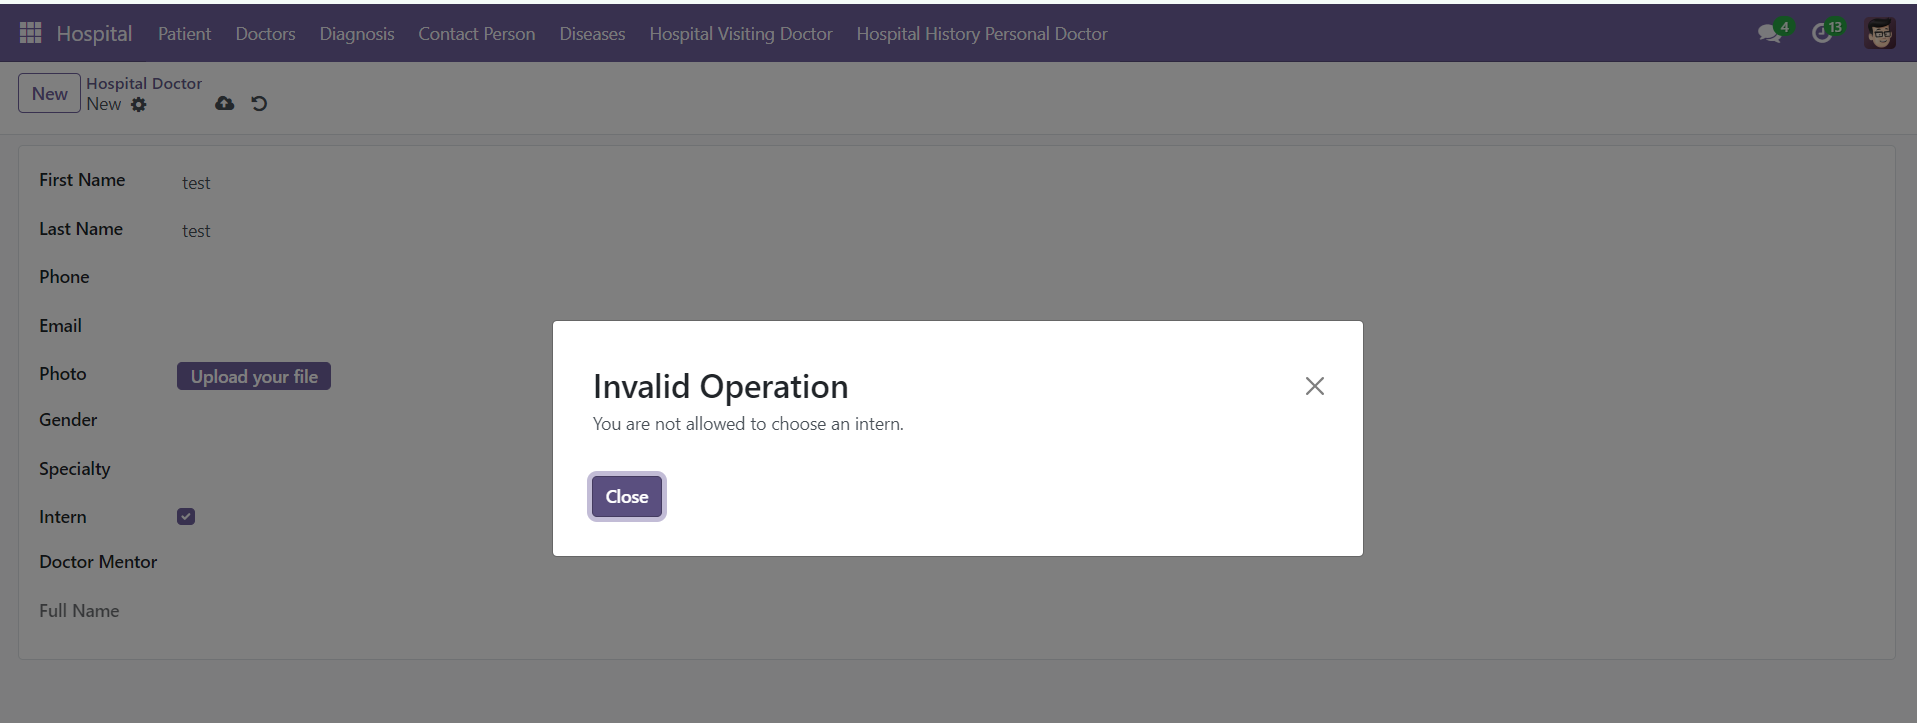 Hospital Patient Doctors Diagnosis Contact Person Diseases Hospital Visiting Doctor Hospital History Personal Doctor 4 13
New Hospital Doctor
New
First Name test
Last Name test
Phone
Email
Photo Upload your file
Gender
Specialty
Intern
Doctor Mentor
Full Name
Invalid Operation
You are not allowed to choose an intern.
Close